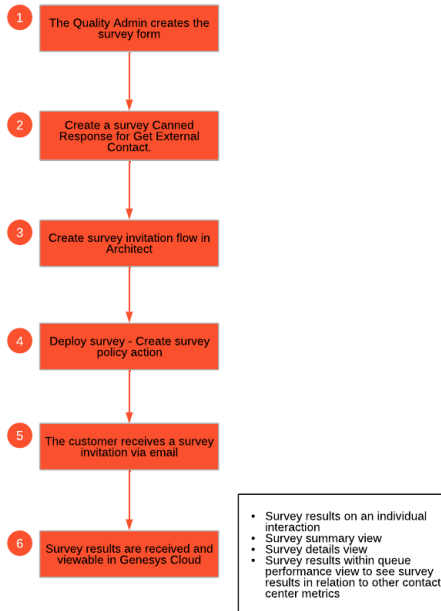 1
The Quality Admin creates the
survey form
2
Create a survey Canned
Response for Get External
Contact.
3
Create survey invitation flow in
Architect
4
Deploy survey - Create survey
policy action
5
The customer receives a survey
invitation via email
6
Survey results are received and
viewable in Genesys Cloud
• Survey results on an individual
interaction
• Survey summary view
• Survey details view
• Survey results within queue
performance view to see survey
results in relation to other contact
center metrics